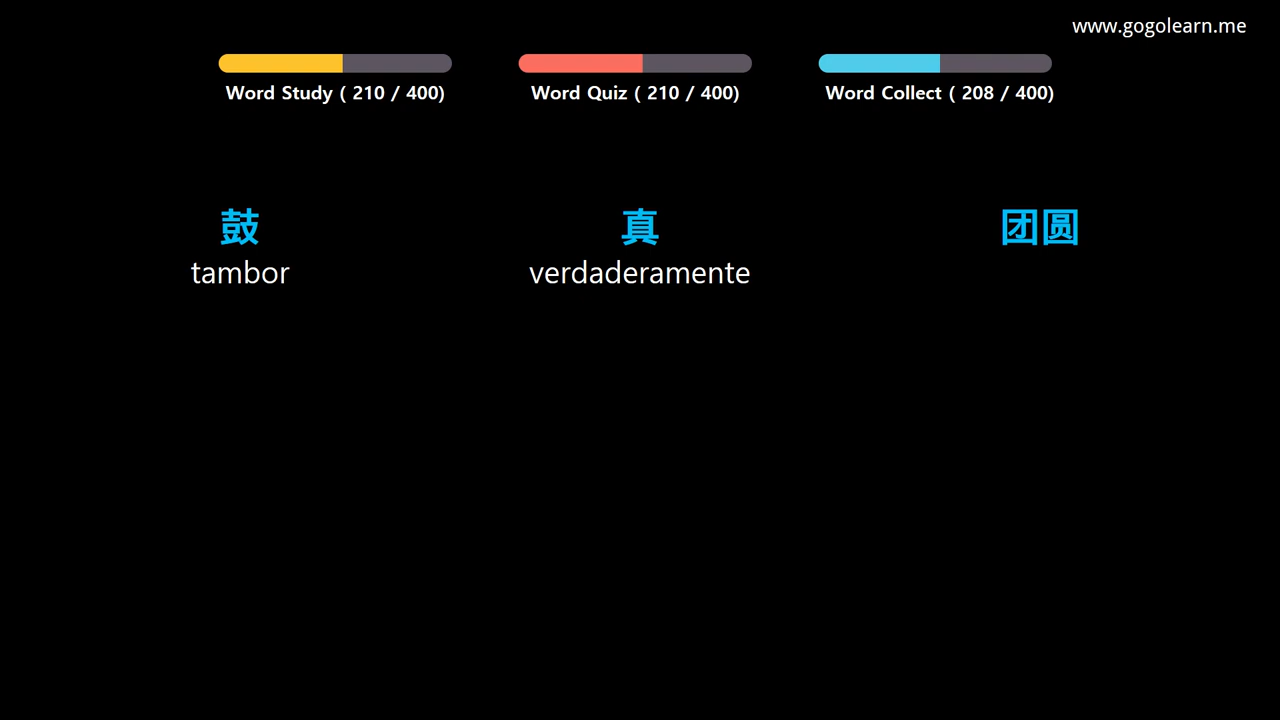 www.gogolearn.me
Word Study ( 210 / 400)
Word Quiz ( 210 / 400)
Word Collect ( 208 / 400)
鼓
tambor
真
verdaderamente
团圆